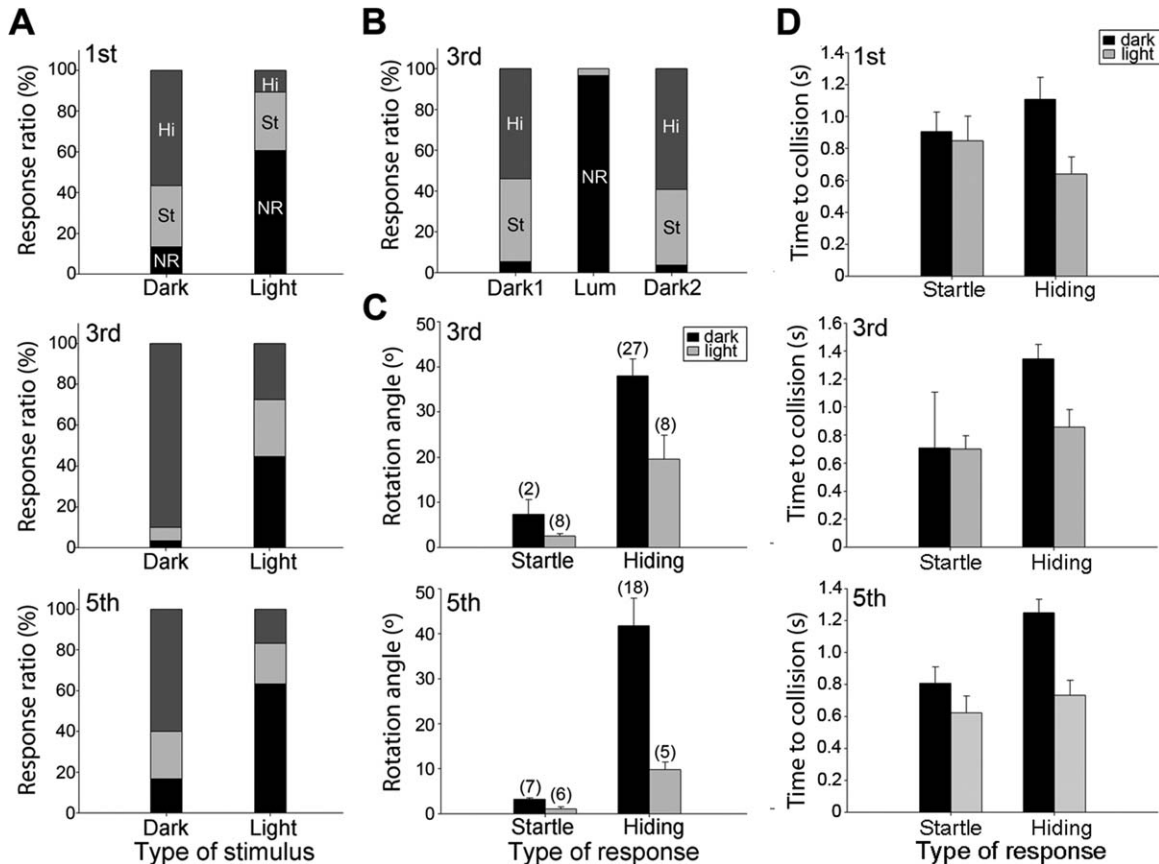 A
1st
Response ratio (%)
100
80
60
40
20
0
Hi
St
NR
Hi
St
NR
Dark
Light
3rd
Response ratio (%)
100
80
60
40
20
0
Dark
Light
5th
Response ratio (%)
100
80
60
40
20
0
Dark
Light
Type of stimulus
B
3rd
Response ratio (%)
100
80
60
40
20
0
Hi
St
NR
Hi
St
Dark1
Lum
Dark2
C
3rd
dark
light
Rotation angle (º)
50
40
30
20
10
0
(2)
(8)
(27)
(8)
Startle
Hiding
5th
Rotation angle (º)
50
40
30
20
10
0
(7)
(6)
(18)
(5)
Startle
Hiding
Type of response
D
1st
dark
light
Time to collision (s)
1.4
1.2
1.0
0.8
0.6
0.4
0.2
0
Startle
Hiding
3rd
Time to collision (s)
1.6
1.4
1.2
1.0
0.8
0.6
0.4
0.2
0
Startle
Hiding
5th
Time to collision (s)
1.4
1.2
1.0
0.8
0.6
0.4
0.2
0
Startle
Hiding
Type of response